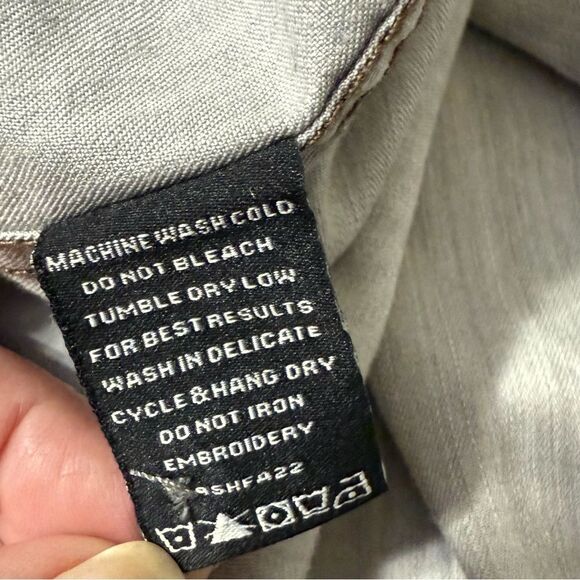 MACHINE WASH COLD
DO NOT BLEACH
TUMBLE DRY LOW
FOR BEST RESULTS
WASH IN DELICATE
CYCLE & HANG DRY
DO NOT IRON
EMBROIDERY